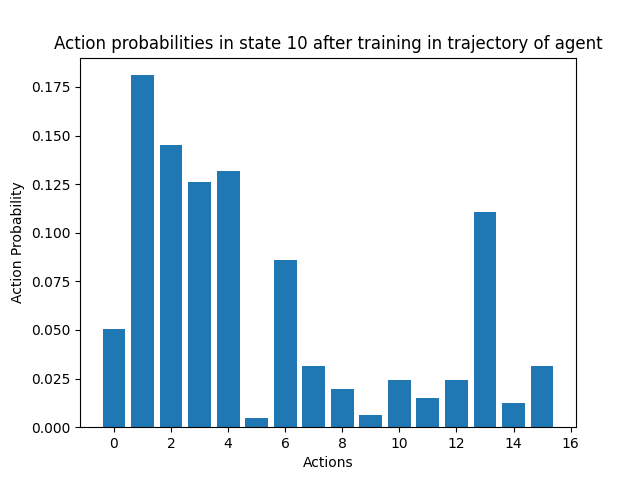 Action probabilities in state 10 after training in trajectory of agent
0.175
0.150
0.125
0.100
0.075
0.050
0.025
0.000
Action Probability
0 2 4 6 8 10 12 14 16
Actions